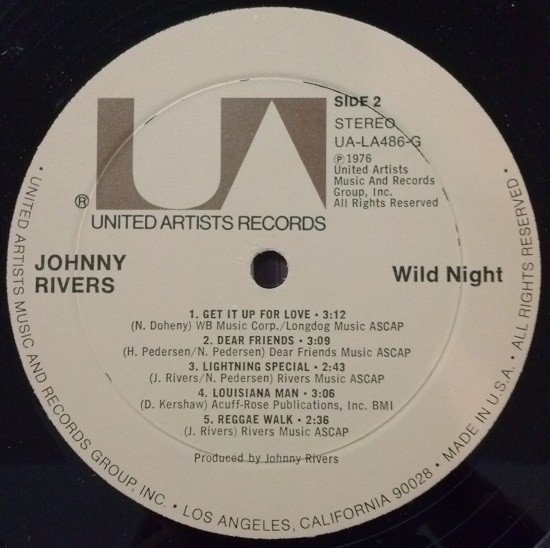 UA
SIDE 2
STEREO
UA-LA486-G
Ⓟ 1976
United Artists
Music And Records
Group, Inc.
All Rights Reserved
®
UNITED ARTISTS RECORDS
JOHNNY
RIVERS
Wild Night
1. GET IT UP FOR LOVE • 3:12
(N. Doheny) WB Music Corp./Longdog Music ASCAP
2. DEAR FRIENDS • 3:09
(H. Pedersen/N. Pedersen) Dear Friends Music ASCAP
3. LIGHTNING SPECIAL • 2:43
(J. Rivers/N. Pedersen) Rivers Music ASCAP
4. LOUISIANA MAN • 3:06
(D. Kershaw) Acuff-Rose Publications, Inc. BMI
5. REGGAE WALK • 2:36
(J. Rivers) Rivers Music ASCAP
Produced by Johnny Rivers
• UNITED ARTISTS MUSIC AND RECORDS GROUP, INC. • LOS ANGELES, CALIFORNIA 90028 • MADE IN U.S.A. • ALL RIGHTS RESERVED •